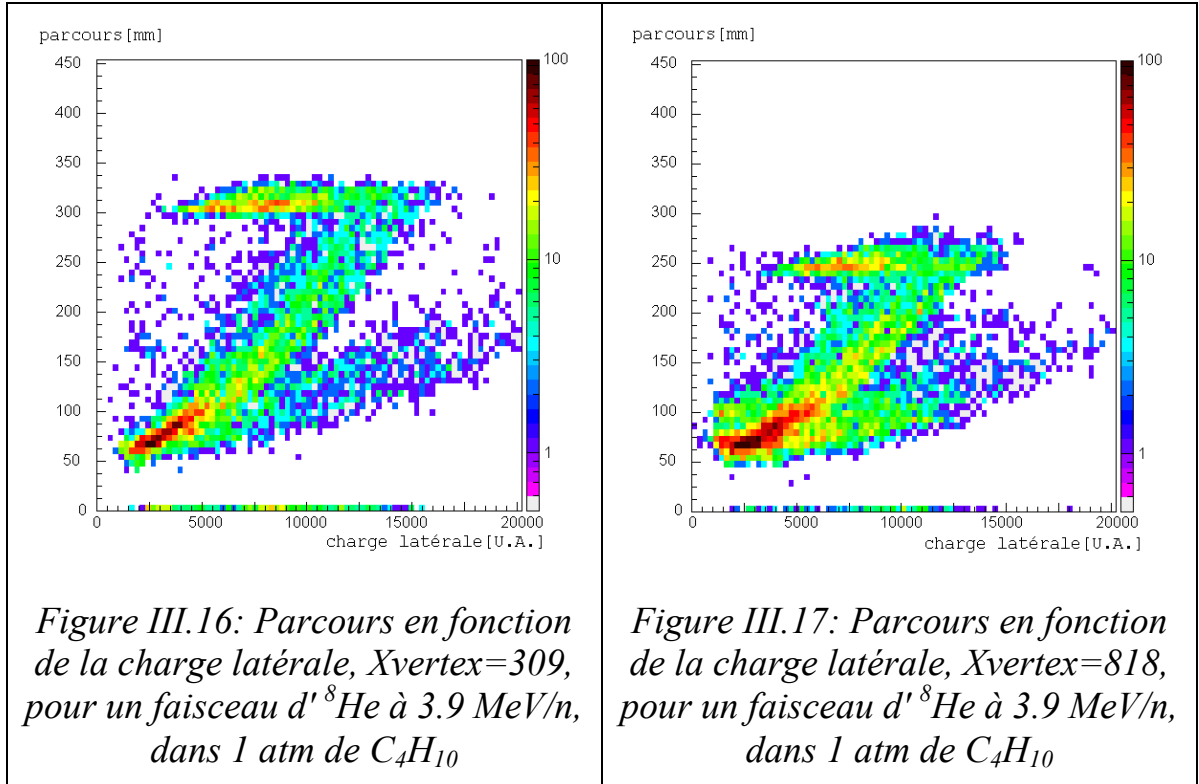 parcours[mm]
450
400
350
300
250
200
150
100
50
0
0 5000 10000 15000 20000
charge latérale[U.A.]
100
10
1
Figure III.16: Parcours en fonction
de la charge latérale, Xvertex=309,
pour un faisceau d' ⁸He à 3.9 MeV/n,
dans 1 atm de C₄H₁₀
parcours[mm]
450
400
350
300
250
200
150
100
50
0
0 5000 10000 15000 20000
charge latérale[U.A.]
100
10
1
Figure III.17: Parcours en fonction
de la charge latérale, Xvertex=818,
pour un faisceau d' ⁸He à 3.9 MeV/n,
dans 1 atm de C₄H₁₀